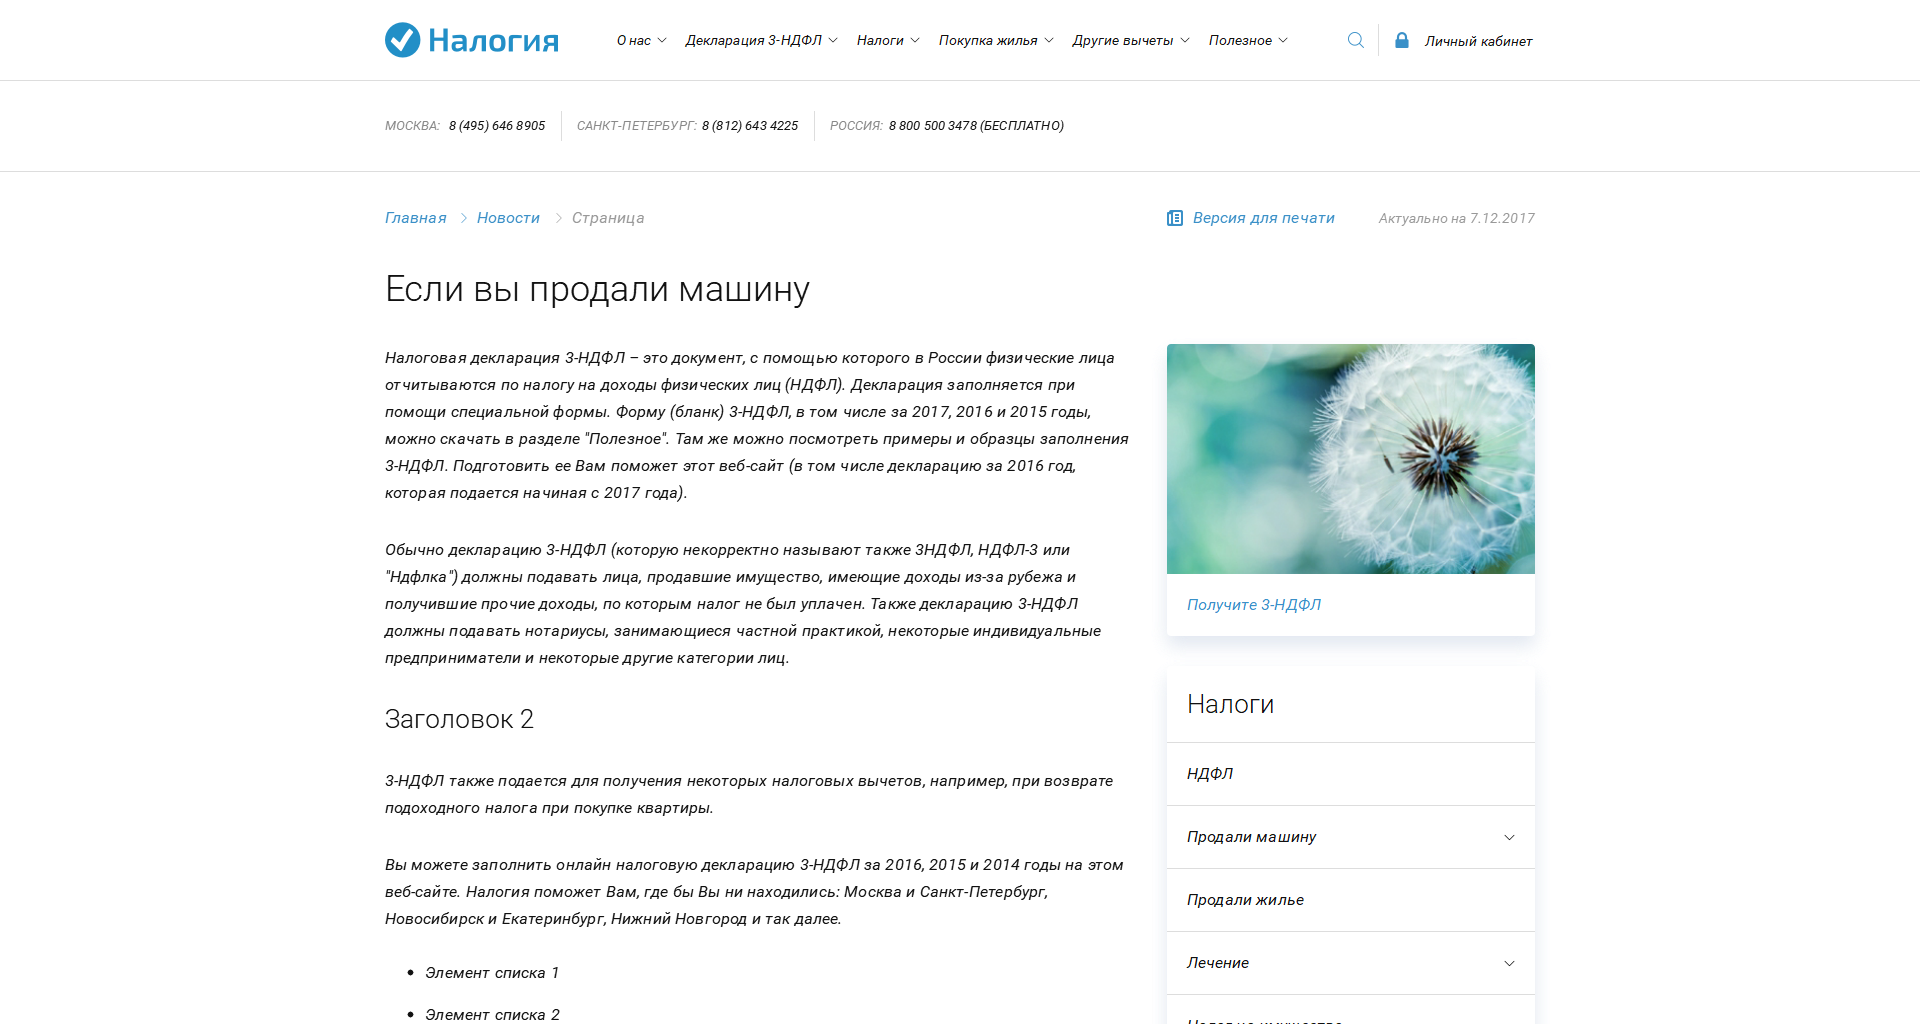 Налогия
О нас
Декларация 3-НДФЛ
Налоги
Покупка жилья
Другие вычеты
Полезное
Личный кабинет
МОСКВА: 8 (495) 646 8905
САНКТ-ПЕТЕРБУРГ: 8 (812) 643 4225
РОССИЯ: 8 800 500 3478 (БЕСПЛАТНО)
Главная
Новости
Страница
Версия для печати
Актуально на 7.12.2017
Если вы продали машину
Налоговая декларация 3-НДФЛ – это документ, с помощью которого в России физические лица
отчитываются по налогу на доходы физических лиц (НДФЛ). Декларация заполняется при
помощи специальной формы. Форму (бланк) 3-НДФЛ, в том числе за 2017, 2016 и 2015 годы,
можно скачать в разделе "Полезное". Там же можно посмотреть примеры и образцы заполнения
3-НДФЛ. Подготовить ее Вам поможет этот веб-сайт (в том числе декларацию за 2016 год,
которая подается начиная с 2017 года).
Обычно декларацию 3-НДФЛ (которую некорректно называют также 3НДФЛ, НДФЛ-3 или
"Ндфлка") должны подавать лица, продавшие имущество, имеющие доходы из-за рубежа и
получившие прочие доходы, по которым налог не был уплачен. Также декларацию 3-НДФЛ
должны подавать нотариусы, занимающиеся частной практикой, некоторые индивидуальные
предприниматели и некоторые другие категории лиц.
Заголовок 2
3-НДФЛ также подается для получения некоторых налоговых вычетов, например, при возврате
подоходного налога при покупке квартиры.
Вы можете заполнить онлайн налоговую декларацию 3-НДФЛ за 2016, 2015 и 2014 годы на этом
веб-сайте. Налогия поможет Вам, где бы Вы ни находились: Москва и Санкт-Петербург,
Новосибирск и Екатеринбург, Нижний Новгород и так далее.
Элемент списка 1
Элемент списка 2
Получите 3-НДФЛ
Налоги
НДФЛ
Продали машину
Продали жилье
Лечение